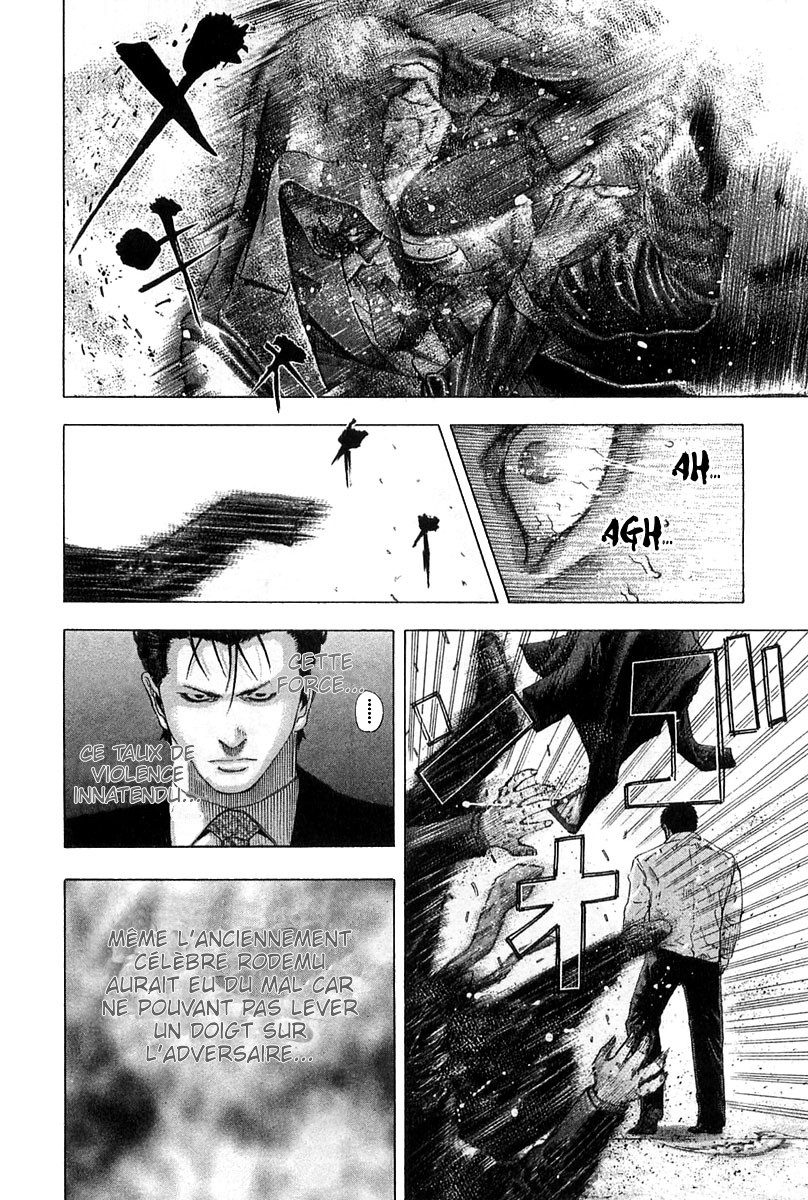 AH...
AGH...
オ
CETTE
FORCE...
CE TAUX DE
VIOLENCE
INNATENDU...
MÊME L'ANCIENNEMENT
CÉLÈBRE RODEMU
AURAIT EU DU MAL CAR
NE POUVANT PAS LEVER
UN DOIGT SUR
L'ADVERSAIRE...